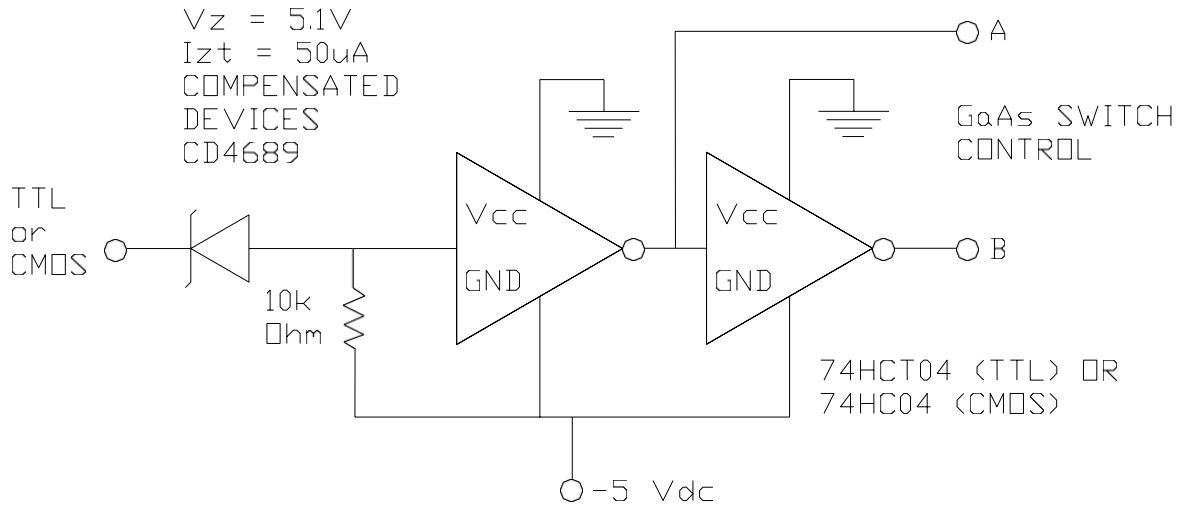 Vz = 5.1V
Izt = 50uA
COMPENSATED
DEVICES
CD4689
A
GaAs SWITCH
CONTROL
TTL
or
CMOS
Vcc
GND
Vcc
GND
B
10k
Ohm
74HCT04 (TTL) OR
74HC04 (CMOS)
-5 Vdc